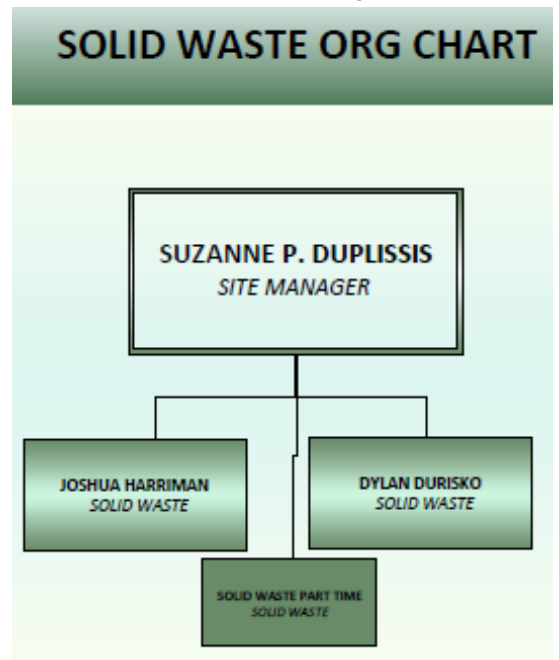 SOLID WASTE ORG CHART
SUZANNE P. DUPLISSIS
SITE MANAGER
JOSHUA HARRIMAN
SOLID WASTE
DYLAN DURISKO
SOLID WASTE
SOLID WASTE PART TIME
SOLID WASTE